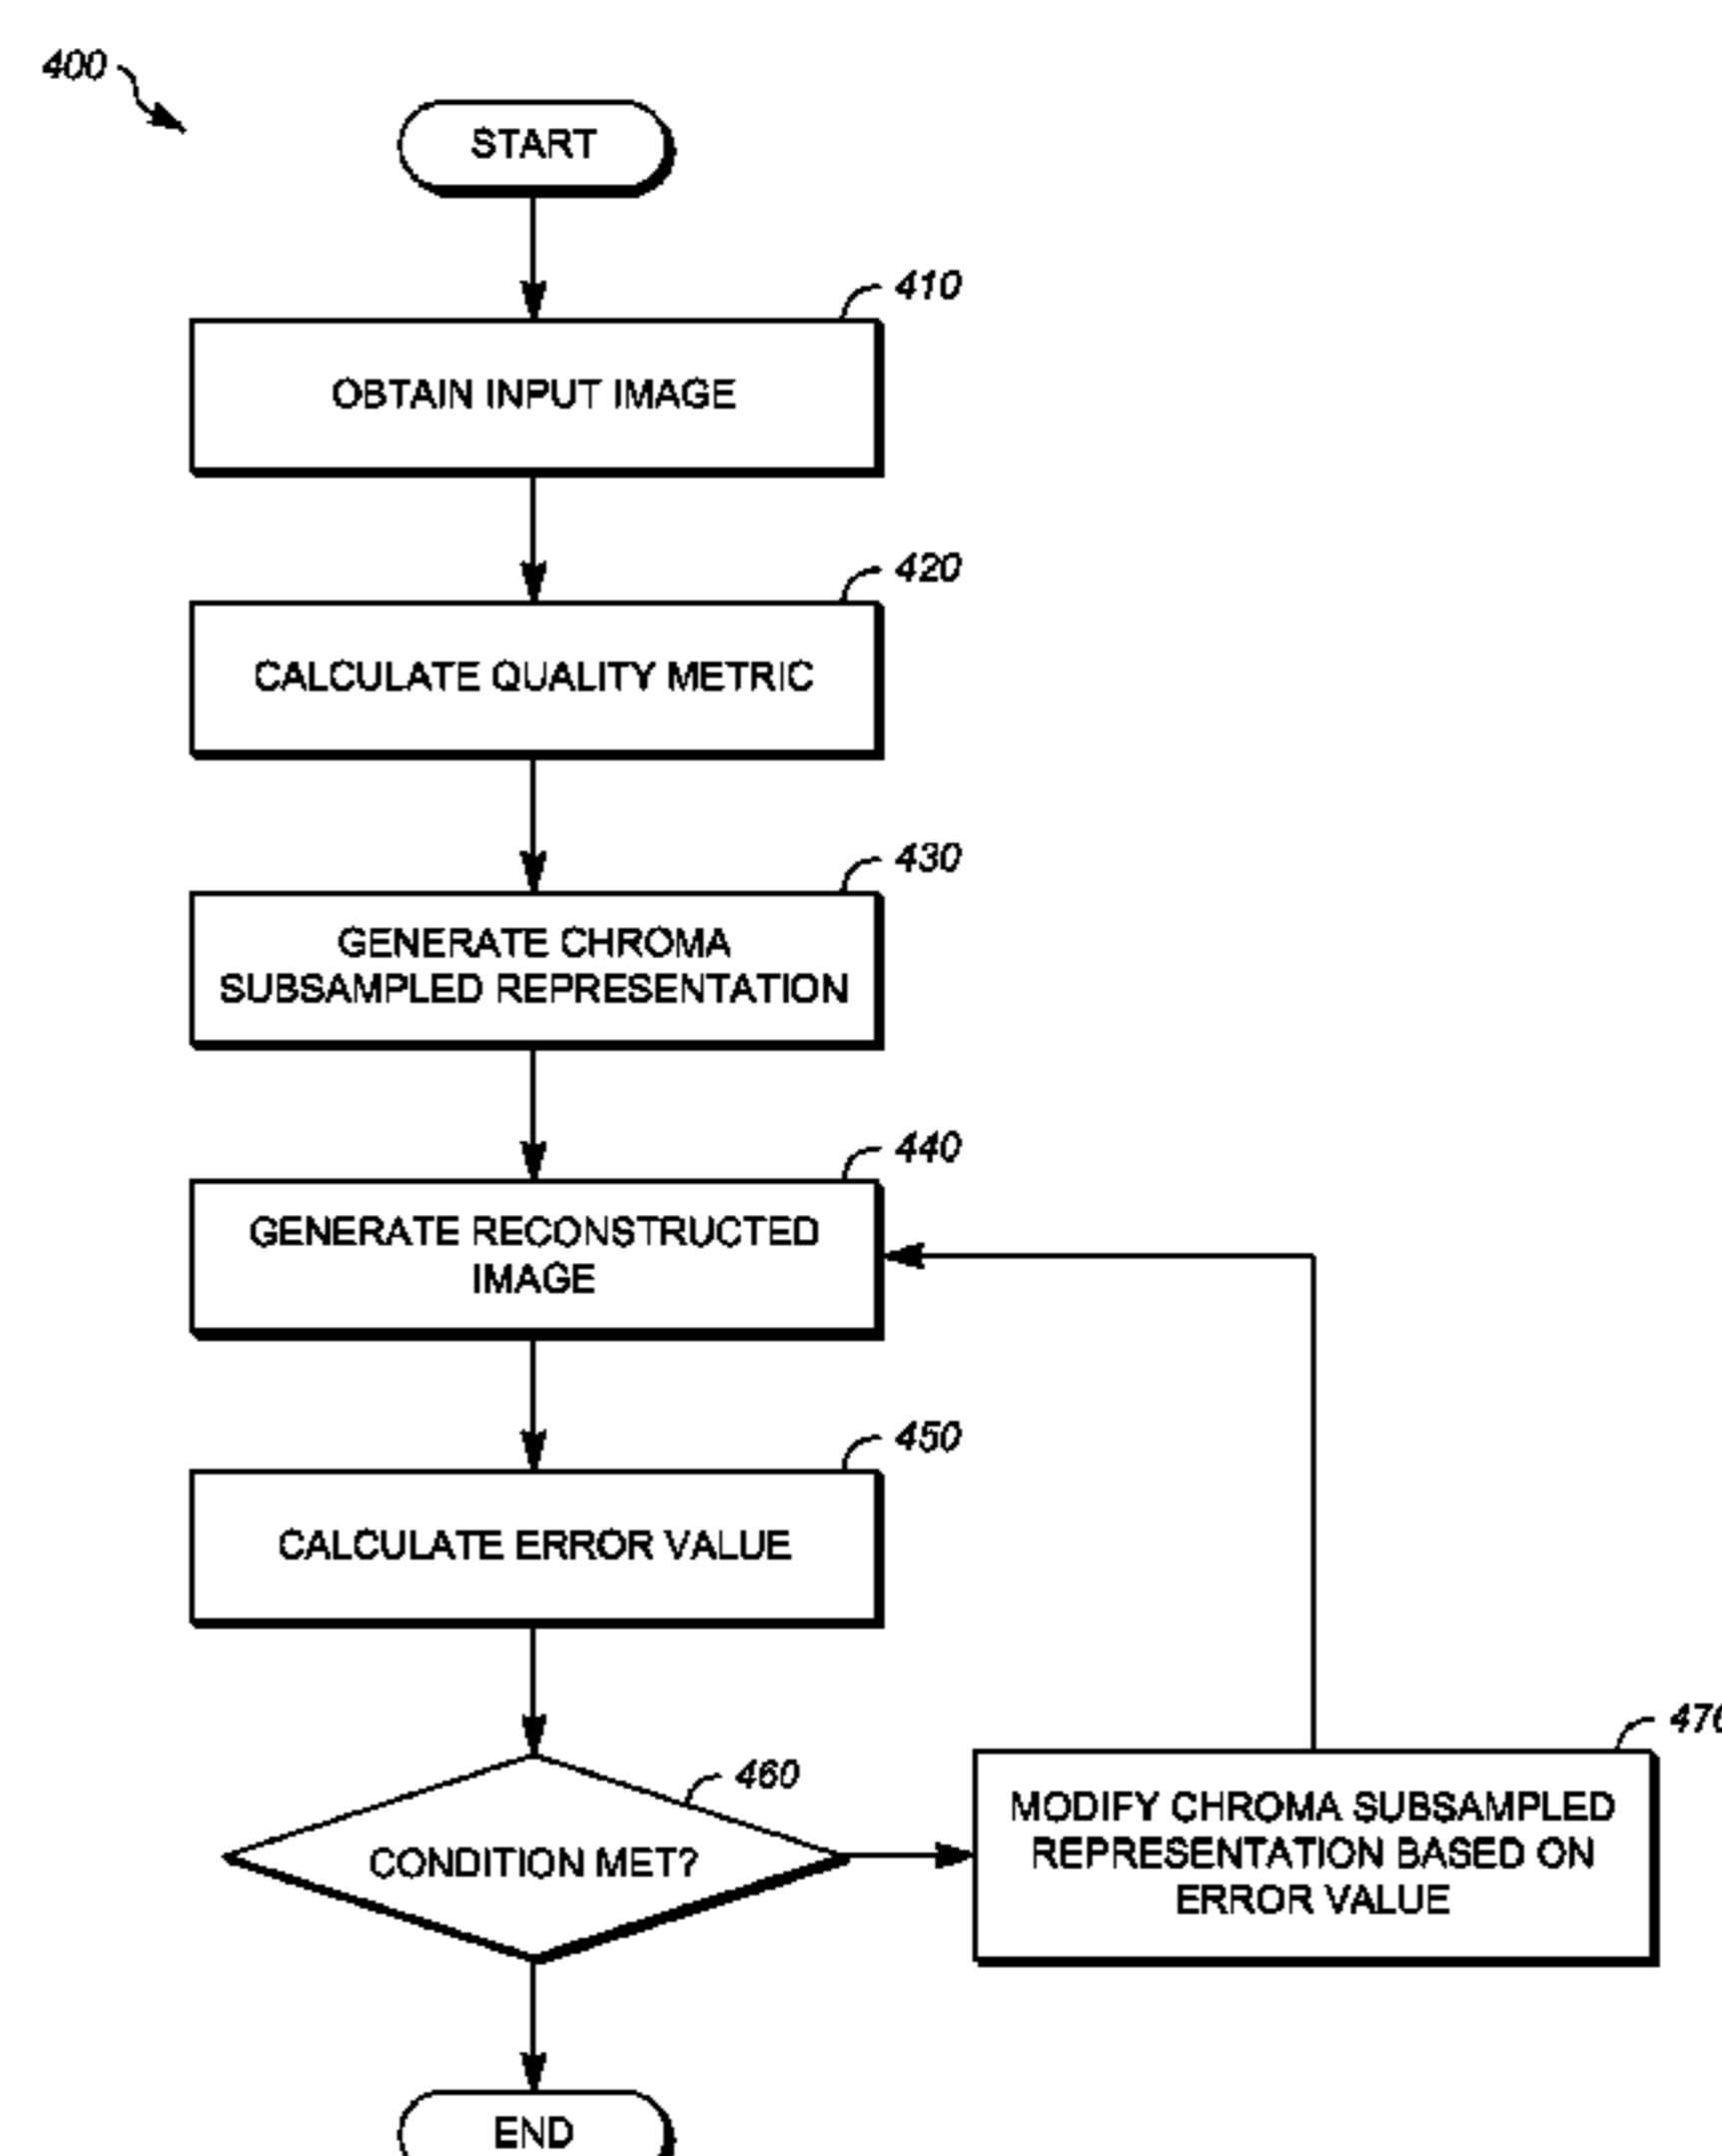 400
START
410
OBTAIN INPUT IMAGE
420
CALCULATE QUALITY METRIC
430
GENERATE CHROMA
SUBSAMPLED REPRESENTATION
440
GENERATE RECONSTRUCTED
IMAGE
450
CALCULATE ERROR VALUE
460
CONDITION MET?
470
MODIFY CHROMA SUBSAMPLED
REPRESENTATION BASED ON
ERROR VALUE
END